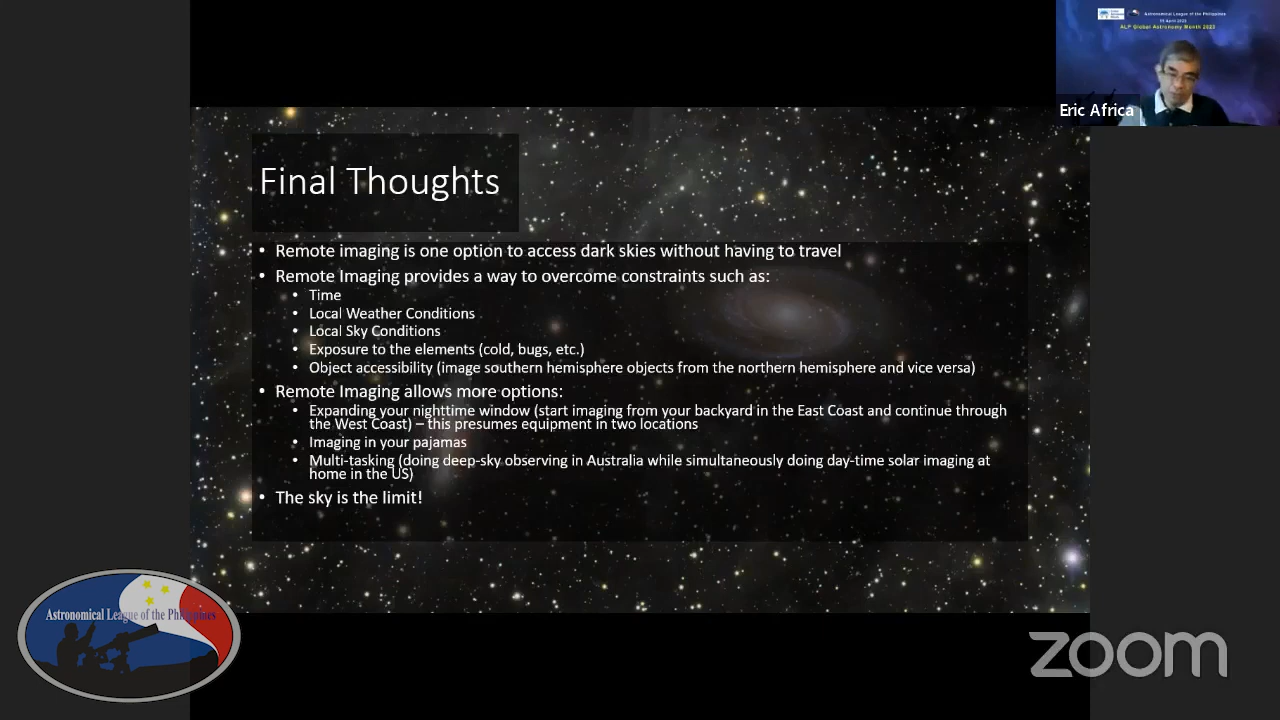 Astronomical League of the Philippines
ALP Global Astronomy Month 2023
Eric Africa
Final Thoughts
• Remote imaging is one option to access dark skies without having to travel
• Remote Imaging provides a way to overcome constraints such as:
• Time
• Local Weather Conditions
• Local Sky Conditions
• Exposure to the elements (cold, bugs, etc.)
• Object accessibility (image southern hemisphere objects from the northern hemisphere and vice versa)
• Remote Imaging allows more options:
• Expanding your nighttime window (start imaging from your backyard in the East Coast and continue through
the West Coast) – this presumes equipment in two locations
• Imaging in your pajamas
• Multi-tasking (doing deep-sky observing in Australia while simultaneously doing day-time solar imaging at
home in the US)
• The sky is the limit!
Astronomical League of the Philippines
zoom